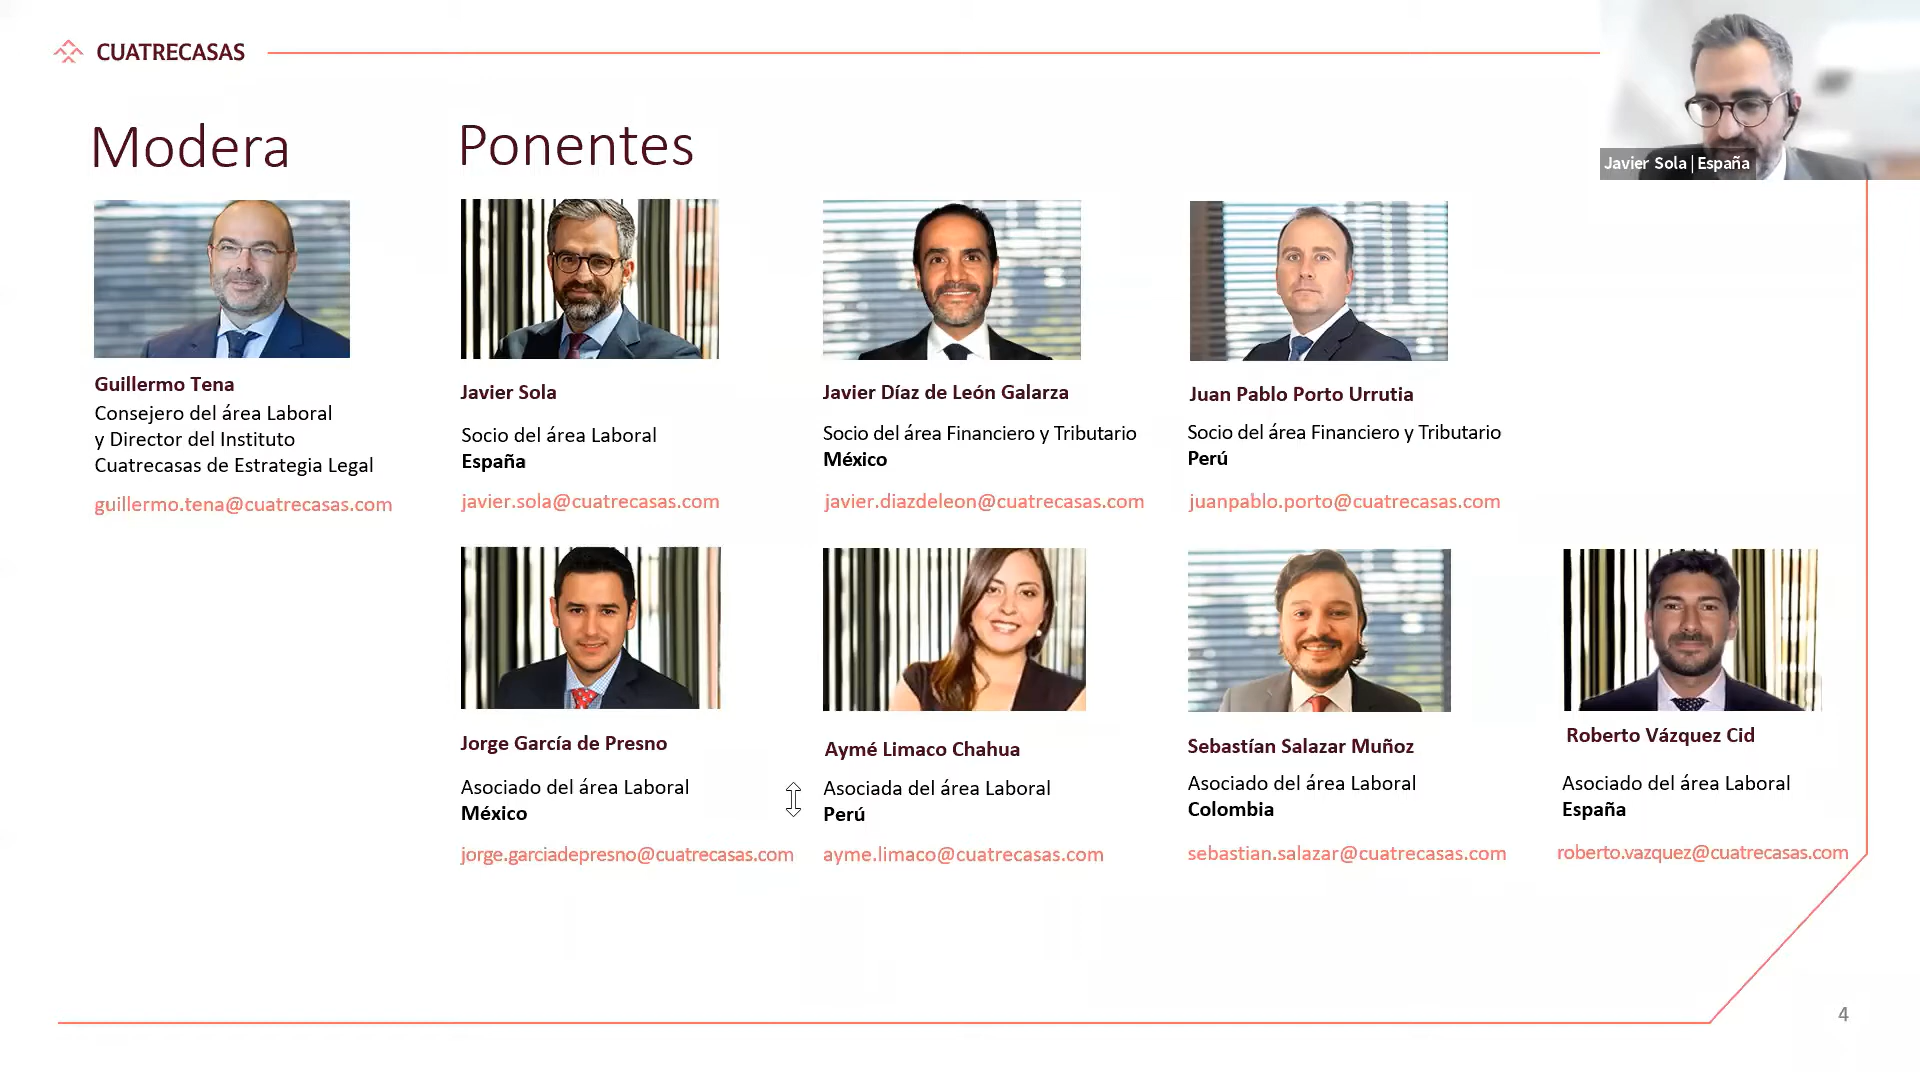 CUATRECASAS
Javier Sola | España
Modera
Ponentes
Guillermo Tena
Consejero del área Laboral
y Director del Instituto
Cuatrecasas de Estrategia Legal
guillermo.tena@cuatrecasas.com
Javier Sola
Socio del área Laboral
España
javier.sola@cuatrecasas.com
Javier Díaz de León Galarza
Socio del área Financiero y Tributario
México
javier.diazdeleon@cuatrecasas.com
Juan Pablo Porto Urrutia
Socio del área Financiero y Tributario
Perú
juanpablo.porto@cuatrecasas.com
Jorge García de Presno
Asociado del área Laboral
México
jorge.garciadepresno@cuatrecasas.com
Aymé Limaco Chahua
Asociada del área Laboral
Perú
ayme.limaco@cuatrecasas.com
Sebastían Salazar Muñoz
Asociado del área Laboral
Colombia
sebastian.salazar@cuatrecasas.com
Roberto Vázquez Cid
Asociado del área Laboral
España
roberto.vazquez@cuatrecasas.com
4